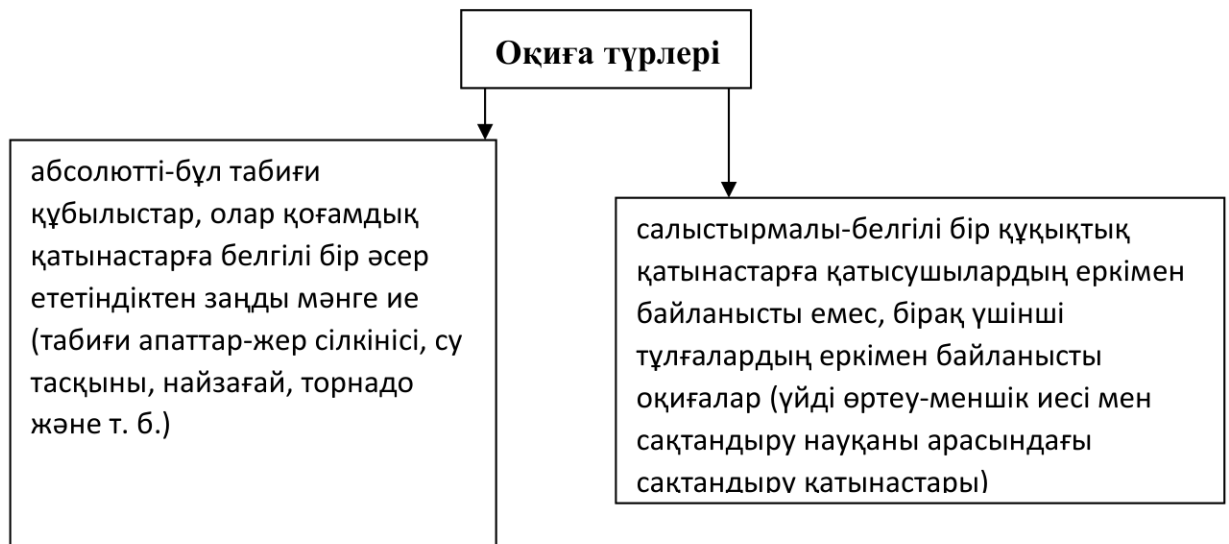 Оқиға түрлері
абсолютті-бұл табиғи
құбылыстар, олар қоғамдық
қатынастарға белгілі бір әсер
ететіндіктен заңды мәнге ие
(табиғи апаттар-жер сілкінісі, су
тасқыны, найзағай, торнадо
және т. б.)
салыстырмалы-белгілі бір құқықтық
қатынастарға қатысушылардың еркімен
байланысты емес, бірақ үшінші
тұлғалардың еркімен байланысты
оқиғалар (үйді өртеу-меншік иесі мен
сақтандыру науқаны арасындағы
сақтандыру қатынастары)